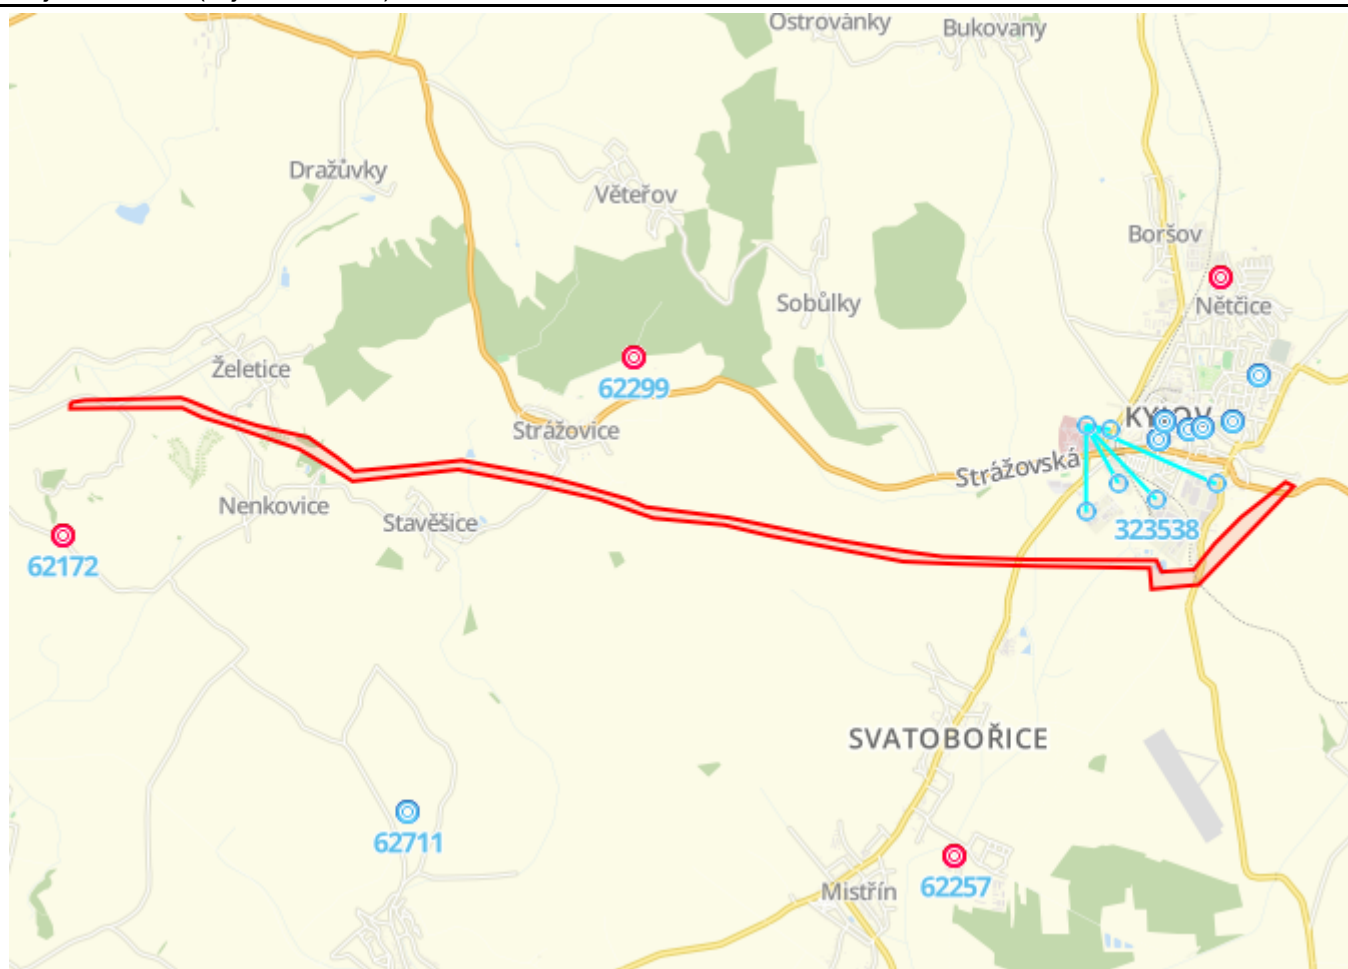 Ostrovánky
Bukovany
Dražůvky
Věteřov
Boršov
Sobůlky
Nětčice
Želetice
62299
KYJOV
Strážovice
Strážovská
Nenkovice
Stavěšice
323538
62172
SVATOBOŘICE
62711
Mistřín
62257